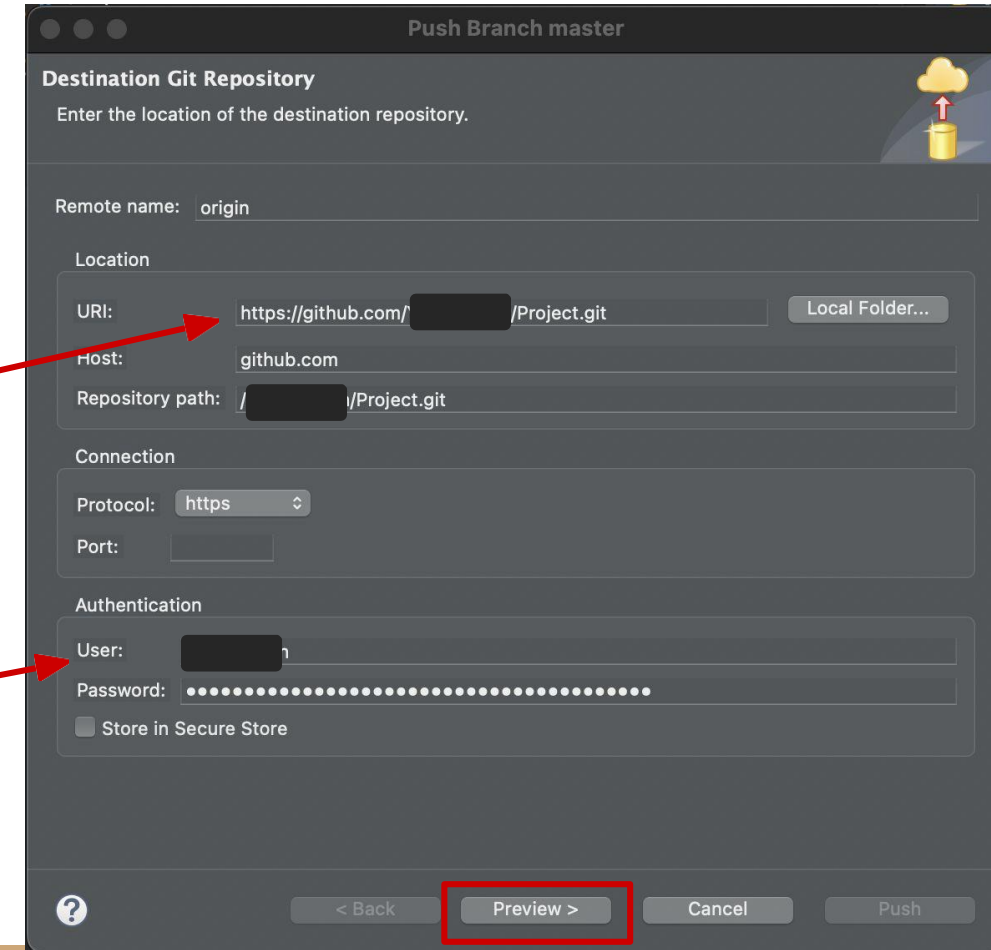 Push Branch master
Destination Git Repository
Enter the location of the destination repository.
Remote name: origin
Location
URI: https://github.com/ /Project.git Local Folder...
Host: github.com
Repository path: / /Project.git
Connection
Protocol: https
Port:
Authentication
User: n
Password: ••••••••••••••••••••••••••••••••••••••••
Store in Secure Store
? < Back Preview > Cancel Push